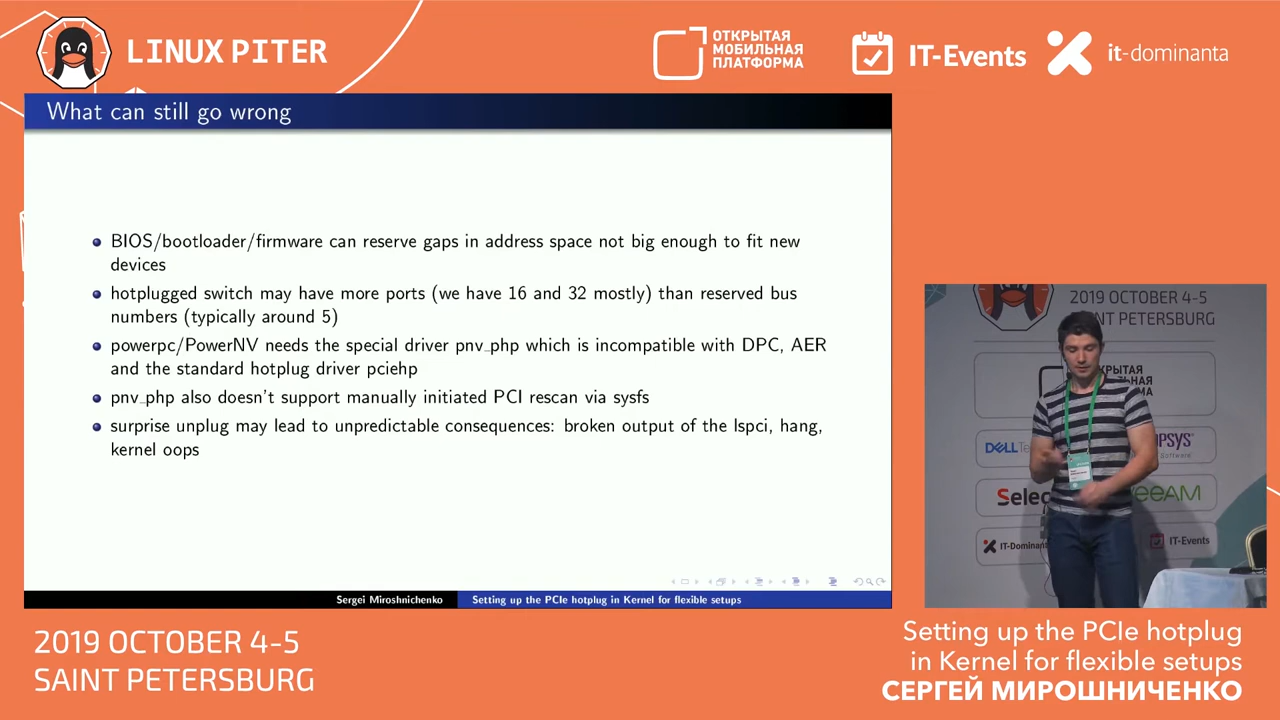 LINUX PITER
ОТКРЫТАЯ
МОБИЛЬНАЯ
ПЛАТФОРМА
IT-Events
it-dominanta
What can still go wrong
BIOS/bootloader/firmware can reserve gaps in address space not big enough to fit new
devices
hotplugged switch may have more ports (we have 16 and 32 mostly) than reserved bus
numbers (typically around 5)
powerpc/PowerNV needs the special driver pnv_php which is incompatible with DPC, AER
and the standard hotplug driver pciehp
pnv_php also doesn't support manually initiated PCI rescan via sysfs
surprise unplug may lead to unpredictable consequences: broken output of the lspci, hang,
kernel oops
Sergei Miroshnichenko
Setting up the PCIe hotplug in Kernel for flexible setups
2019 OCTOBER 4-5
SAINT PETERSBURG
IT-Events
2019 OCTOBER 4-5
SAINT PETERSBURG
Setting up the PCIe hotplug
in Kernel for flexible setups
СЕРГЕЙ МИРОШНИЧЕНКО